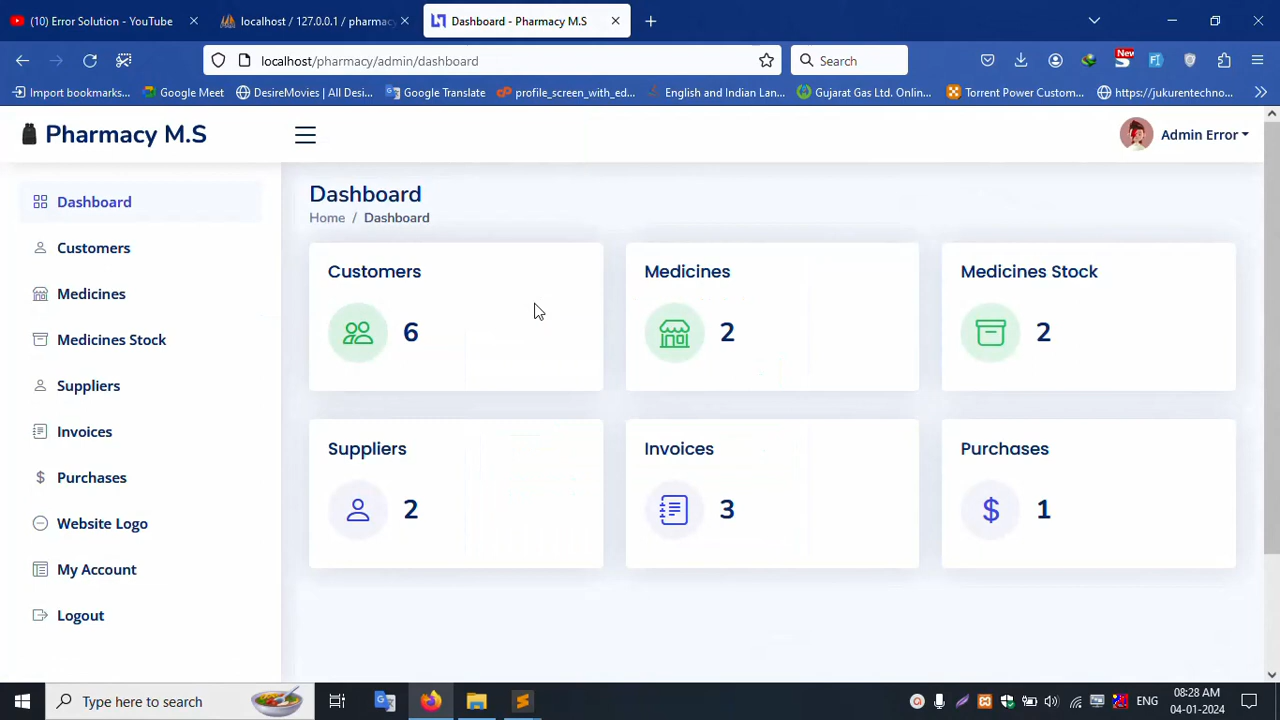 (10) Error Solution - YouTube
localhost / 127.0.0.1 / pharmacy
Dashboard - Pharmacy M.S
localhost/pharmacy/admin/dashboard
Search
New
Import bookmarks...
Google Meet
DesireMovies | All Desi...
Google Translate
profile_screen_with_ed...
English and Indian Lan...
Gujarat Gas Ltd. Onlin...
Torrent Power Custom...
https://jukurentechno...
Pharmacy M.S
Admin Error
Dashboard
Customers
Medicines
Medicines Stock
Suppliers
Invoices
Purchases
Website Logo
My Account
Logout
Dashboard
Home / Dashboard
Customers
6
Medicines
2
Medicines Stock
2
Suppliers
2
Invoices
3
Purchases
$ 1
Type here to search
ENG
08:28 AM
04-01-2024